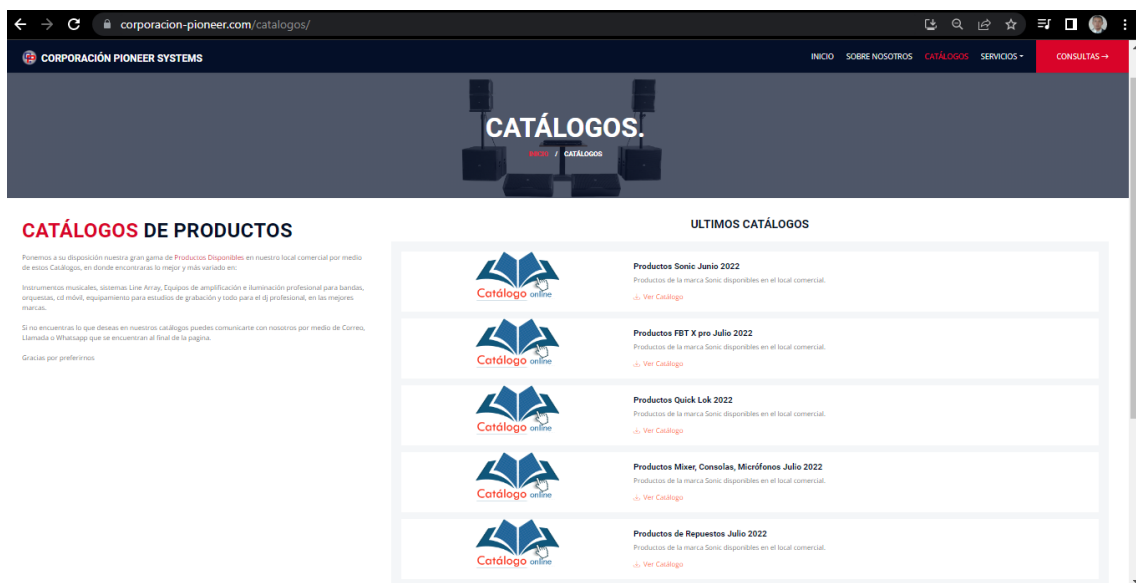 corporacion-pioneer.com/catalogos/
CORPORACIÓN PIONEER SYSTEMS
INICIO SOBRE NOSOTROS CATÁLOGOS SERVICIOS CONSULTAS →
CATÁLOGOS.
INICIO / CATÁLOGOS
CATÁLOGOS DE PRODUCTOS
Ponemos a su disposición nuestra gran gama de Productos Disponibles en nuestro local comercial por medio
de essos Catálogos, en donde encontraras lo mejor y más variado en:
Instrumentos musicales, sistemas Line Array, Equipos de amplificación e iluminación profesional para bandas,
orquestas, cd móvil, equipamiento para estudios de grabación y todo para el dj profesional, en las mejores
marcas.
Si no encuentras lo que deseas en nuestros catálogos puedes comunicarte con nosotros por medio de Correo,
Llamada o Whatsapp que se encuentran al final de la pagina.
Gracias por preferirnos
ULTIMOS CATÁLOGOS
Catálogo online
Productos Sonic Junio 2022
Productos de la marca Sonic disponibles en el local comercial.
Ver Catálogo
Catálogo online
Productos FBT X pro Julio 2022
Productos de la marca Sonic disponibles en el local comercial.
Ver Catálogo
Catálogo online
Productos Quick Lok 2022
Productos de la marca Sonic disponibles en el local comercial.
Ver Catálogo
Catálogo online
Productos Mixer, Consolas, Micrófonos Julio 2022
Productos de la marca Sonic disponibles en el local comercial.
Ver Catálogo
Catálogo online
Productos de Repuestos Julio 2022
Productos de la marca Sonic disponibles en el local comercial.
Ver Catálogo